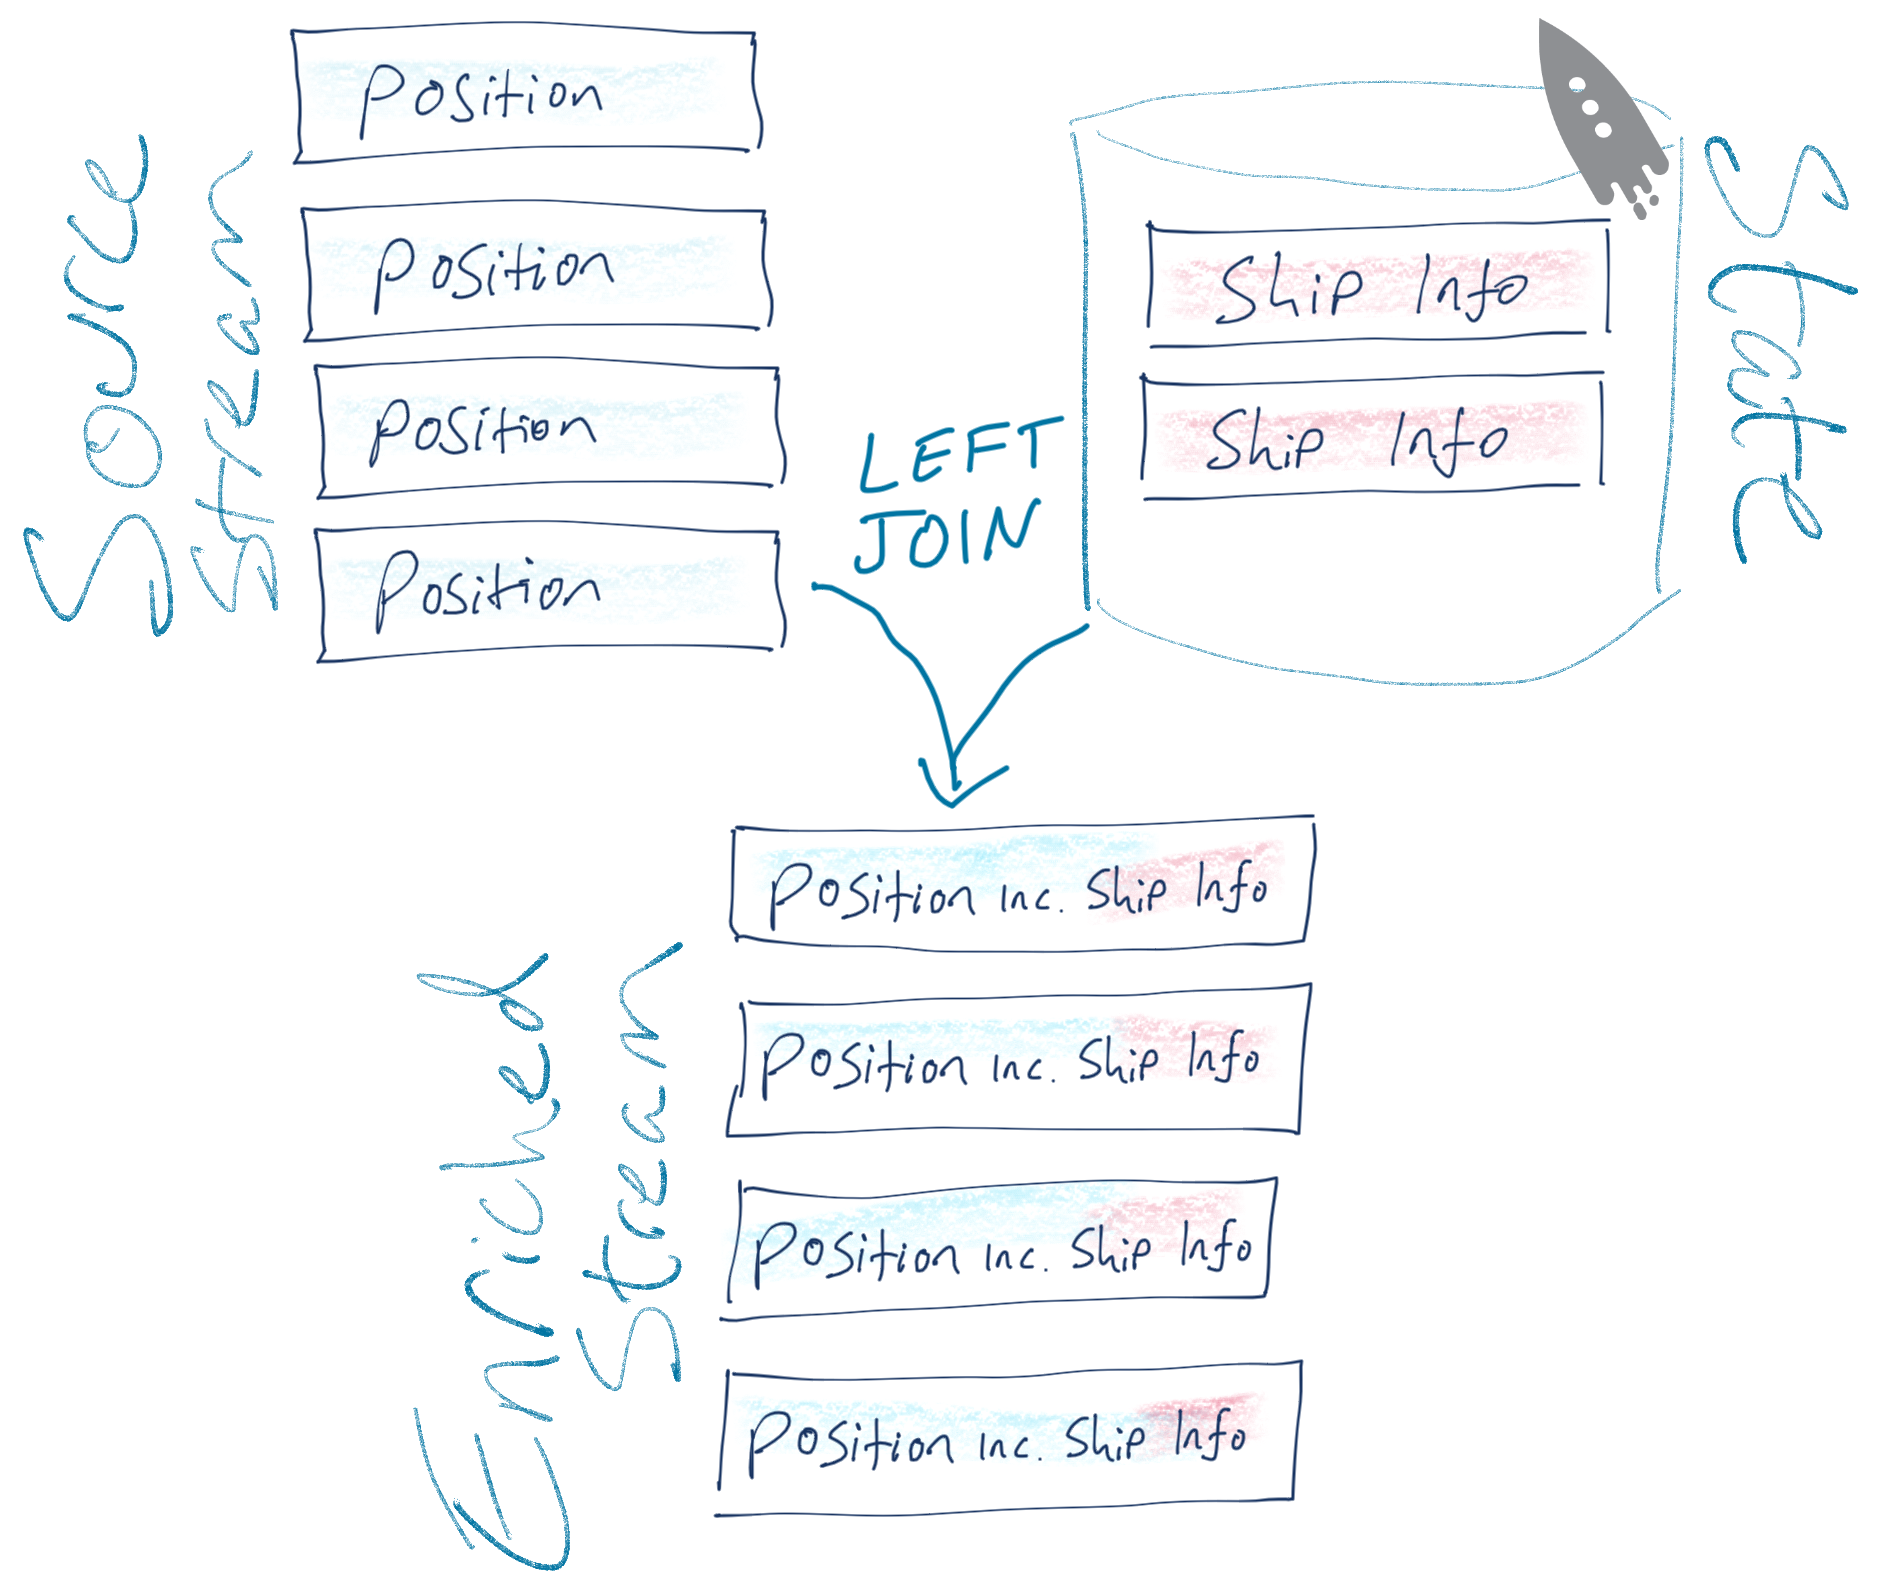 Source
Stream
Position
Position
Position
Position
LEFT
JOIN
Ship Info
Ship Info
State
Enriched
Stream
Position Inc. Ship Info
Position Inc. Ship Info
Position Inc. Ship Info
Position Inc. Ship Info